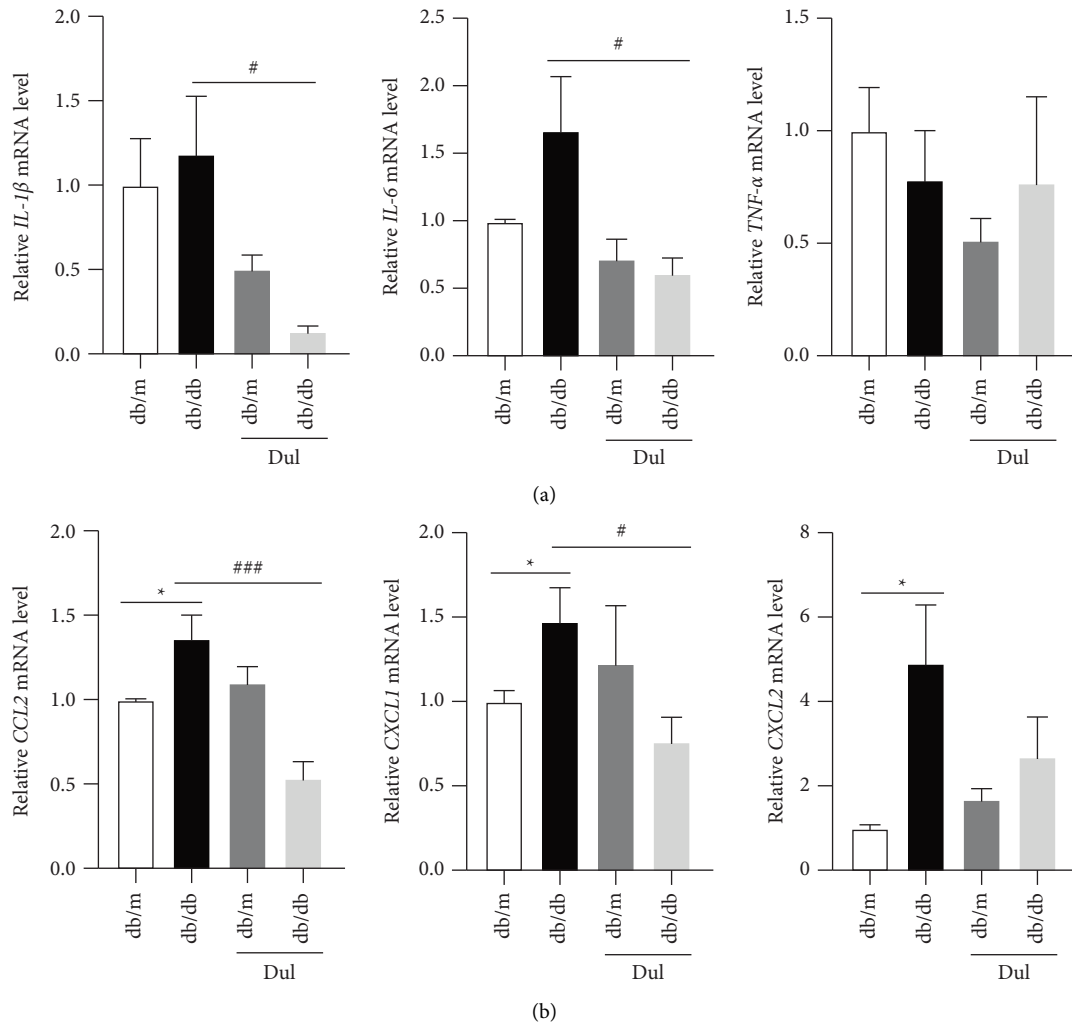 Relative IL-1β mRNA level
2.0
1.5
1.0
0.5
0.0
#
db/m
db/db
db/m
db/db
Dul
Relative IL-6 mRNA level
2.5
2.0
1.5
1.0
0.5
0.0
#
db/m
db/db
db/m
db/db
Dul
Relative TNF-α mRNA level
1.5
1.0
0.5
0.0
db/m
db/db
db/m
db/db
Dul
(a)
Relative CCL2 mRNA level
2.0
1.5
1.0
0.5
0.0
*
###
db/m
db/db
db/m
db/db
Dul
Relative CXCL1 mRNA level
2.0
1.5
1.0
0.5
0.0
*
#
db/m
db/db
db/m
db/db
Dul
Relative CXCL2 mRNA level
8
6
4
2
0
*
db/m
db/db
db/m
db/db
Dul
(b)